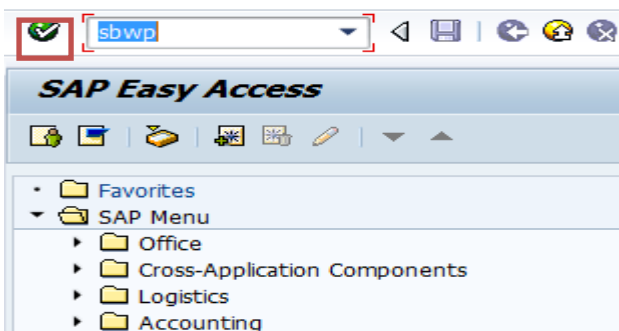 sbwp
SAP Easy Access
Favorites
SAP Menu
Office
Cross-Application Components
Logistics
Accounting